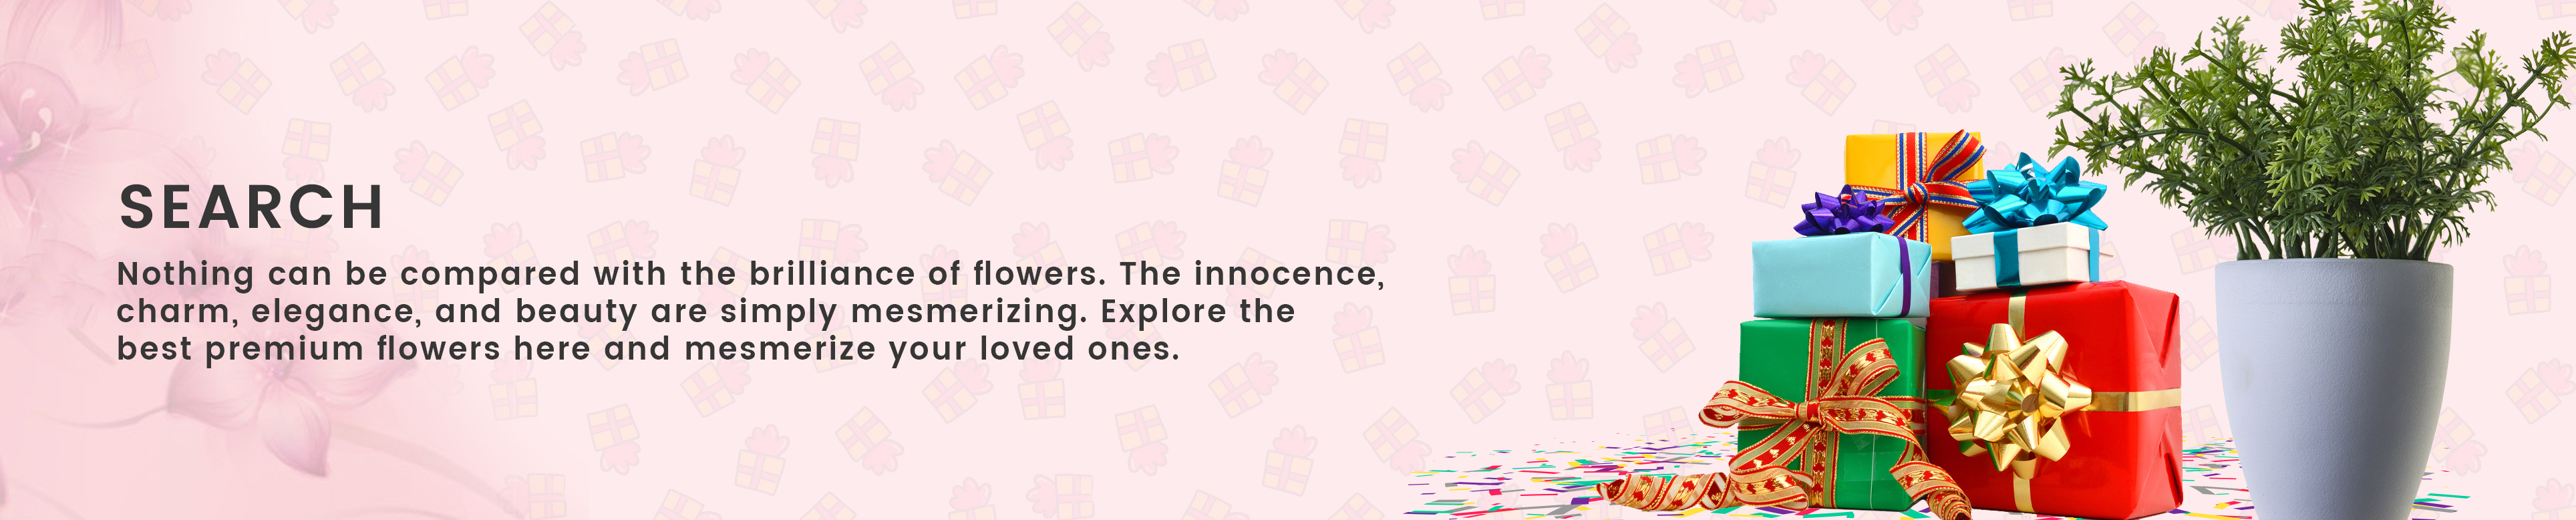 SEARCH
Nothing can be compared with the brilliance of flowers. The innocence,
charm, elegance, and beauty are simply mesmerizing. Explore the
best premium flowers here and mesmerize your loved ones.